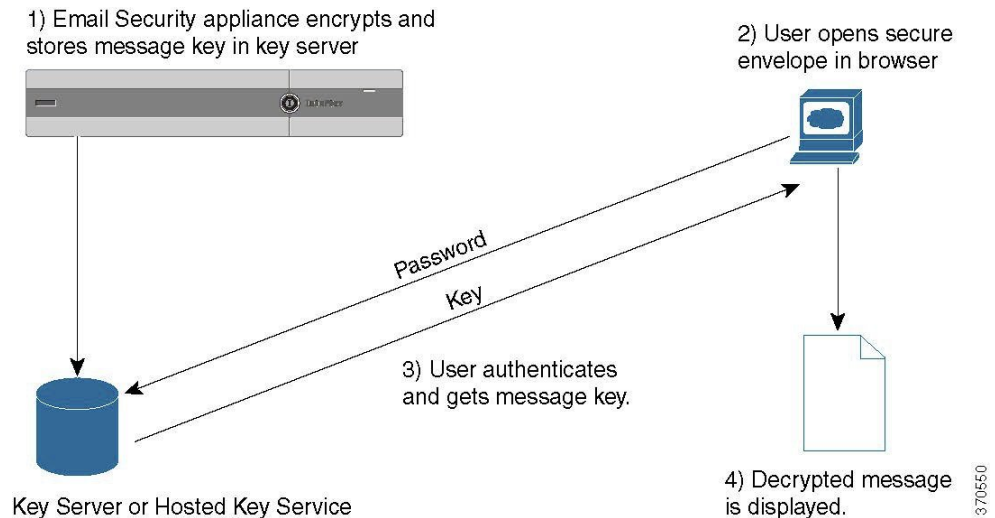 1) Email Security appliance encrypts and
stores message key in key server
2) User opens secure
envelope in browser
Password
Key
3) User authenticates
and gets message key.
Key Server or Hosted Key Service
4) Decrypted message
is displayed.
370550